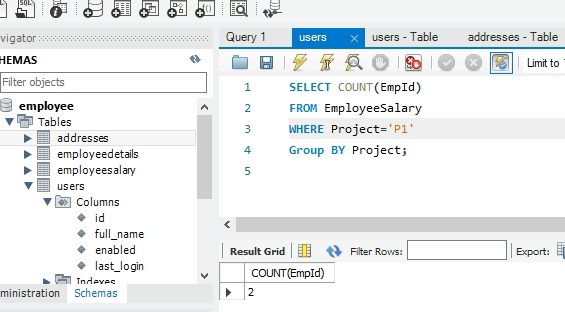 Query 1
users
users - Table
addresses - Table
vigator
HEMAS
Filter objects
employee
Tables
addresses
employeedetails
employeesalary
users
Columns
id
full_name
enabled
last_login
Indexes
ministration
Schemas
Limit to
1 SELECT COUNT(EmpId)
2 FROM EmployeeSalary
3 WHERE Project='P1'
4 Group BY Project;
5
Result Grid
Filter Rows:
Export:
COUNT(EmpId)
2